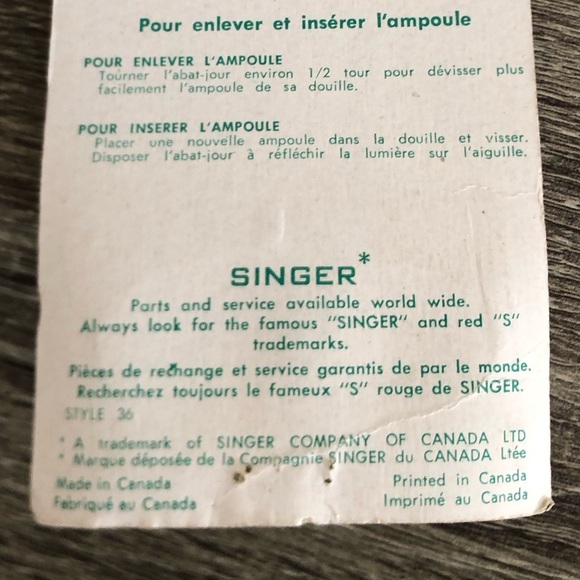 Pour enlever et insérer l'ampoule
POUR ENLEVER L'AMPOULE
Tourner l'abat-jour environ 1/2 tour pour dévisser plus
facilement l'ampoule de sa douille.
POUR INSERER L'AMPOULE
Placer une nouvelle ampoule dans la douille et visser.
Disposer l'abat-jour à réfléchir la lumière sur l'aiguille.
SINGER*
Parts and service available world wide.
Always look for the famous "SINGER" and red "S"
trademarks.
Pièces de rechange et service garantis de par le monde.
Recherchez toujours le fameux "S" rouge de SINGER.
STYLE 36
* A trademark of SINGER COMPANY OF CANADA LTD
* Marque déposée de la Compagnie SINGER du CANADA Ltée
Made in Canada
Fabriqué au Canada
Printed in Canada
Imprimé au Canada